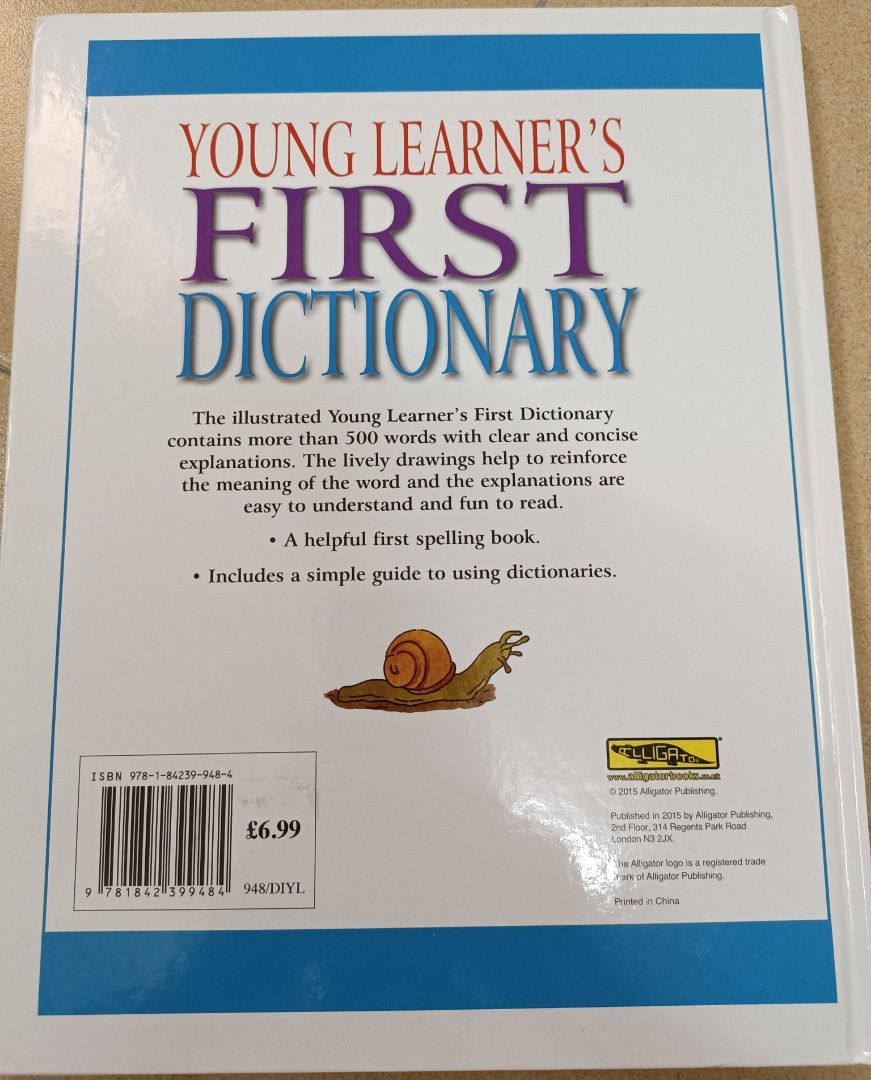 YOUNG LEARNER'S
FIRST
DICTIONARY
The illustrated Young Learner's First Dictionary
contains more than 500 words with clear and concise
explanations. The lively drawings help to reinforce
the meaning of the word and the explanations are
easy to understand and fun to read.
• A helpful first spelling book.
• Includes a simple guide to using dictionaries.
ISBN 978-1-84239-948-4
£6.99
9 781842 399484
948/DIYL
ALLIGATOR
www.alligatorbooks.co.uk
© 2015 Alligator Publishing.
Published in 2015 by Alligator Publishing,
2nd Floor, 314 Regents Park Road
London N3 2JX.
The Alligator logo is a registered trade
mark of Alligator Publishing.
Printed in China